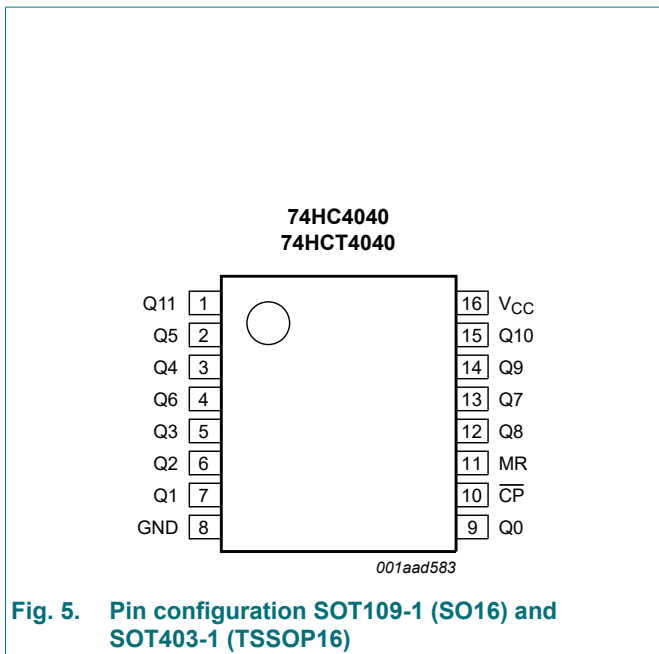 74HC4040
74HCT4040
Q11 1 16 VCC
Q5 2 15 Q10
Q4 3 14 Q9
Q6 4 13 Q7
Q3 5 12 Q8
Q2 6 11 MR
Q1 7 10 C̅P̅
GND 8 9 Q0
001aad583
Fig. 5. Pin configuration SOT109-1 (SO16) and
SOT403-1 (TSSOP16)